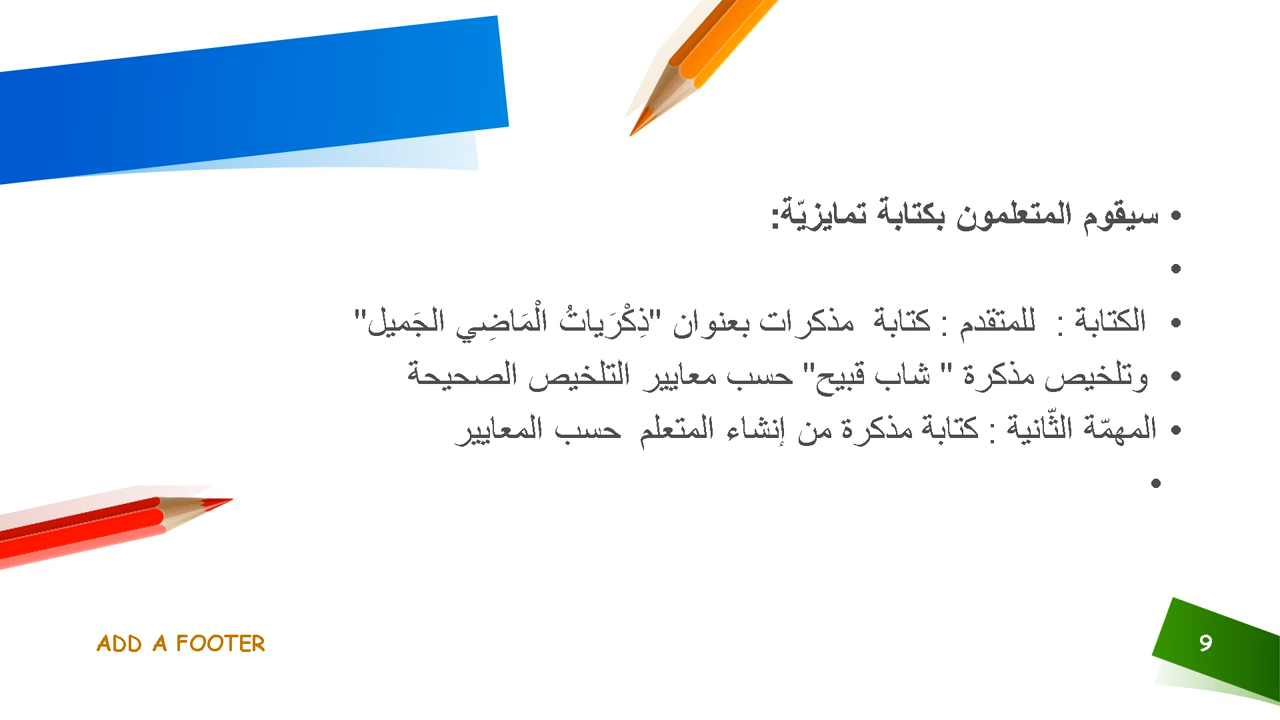 سيقوم المتعلمون بكتابة تمايزيّة:
الكتابة : للمتقدم : كتابة مذكرات بعنوان "ذِكْرَياتُ الْمَاضِي الجَميل"
وتلخيص مذكرة " شاب قبيح" حسب معايير التلخيص الصحيحة
المهمّة الثّانية : كتابة مذكرة من إنشاء المتعلم حسب المعايير
ADD A FOOTER
9